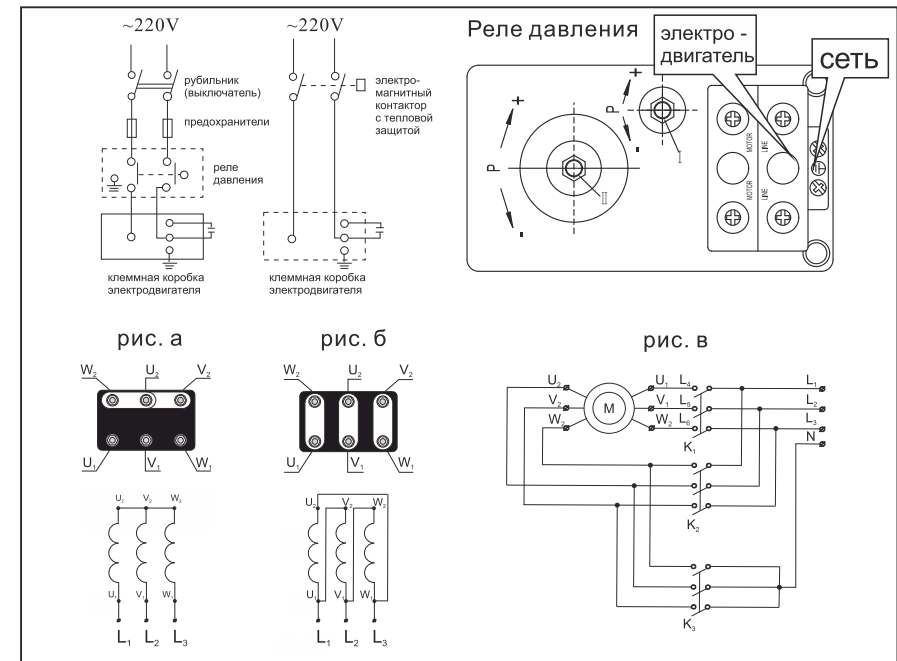 ~220V
~220V
рубильник
(выключатель)
предохранители
реле
давления
клеммная коробка
электродвигателя
электро-
магнитный
контактор
с тепловой
защитой
клеммная коробка
электродвигателя
Реле давления
электро -
двигатель
сеть
P
+
-
P
+
-
I
II
MOTOR
LINE
MOTOR
LINE
рис. а
W₂ U₂ V₂
U₁ V₁ W₁
U₂ V₂ W₂
U₁ V₁ W₁
L₁ L₂ L₃
рис. б
W₂ U₂ V₂
U₁ V₁ W₁
U₂ V₂ W₂
U₁ V₁ W₁
L₁ L₂ L₃
рис. в
U₂ U₁ L₄ L₁
V₂ M V₁ L₅ L₂
W₂ W₂ L₆ L₃
N
K₁
K₂
K₃